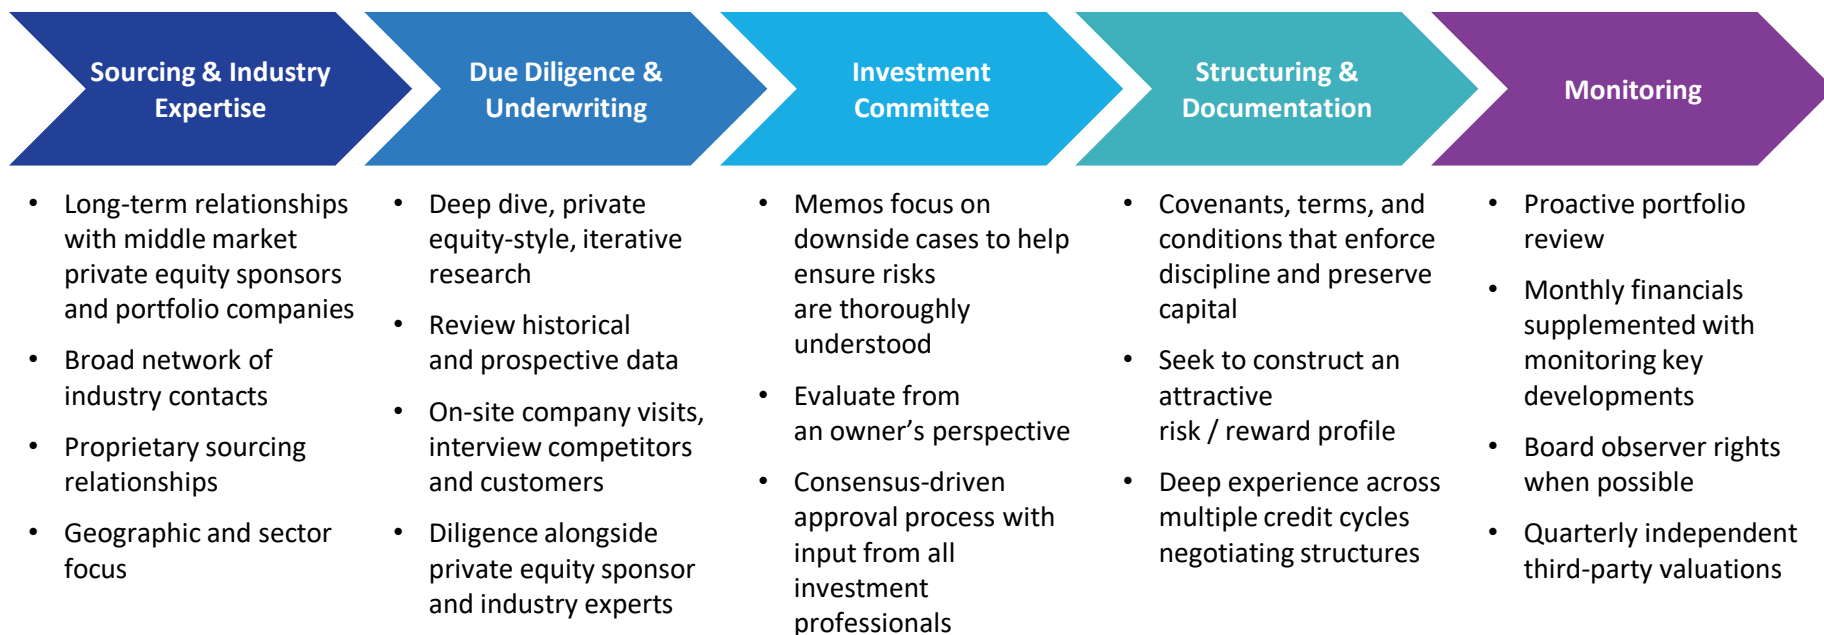 Sourcing & Industry
Expertise
Due Diligence &
Underwriting
Investment
Committee
Structuring &
Documentation
Monitoring
• Long-term relationships
with middle market
private equity sponsors
and portfolio companies
• Broad network of
industry contacts
• Proprietary sourcing
relationships
• Geographic and sector
focus
• Deep dive, private
equity-style, iterative
research
• Review historical
and prospective data
• On-site company visits,
interview competitors
and customers
• Diligence alongside
private equity sponsor
and industry experts
• Memos focus on
downside cases to help
ensure risks
are thoroughly
understood
• Evaluate from
an owner’s perspective
• Consensus-driven
approval process with
input from all
investment
professionals
• Covenants, terms, and
conditions that enforce
discipline and preserve
capital
• Seek to construct an
attractive
risk / reward profile
• Deep experience across
multiple credit cycles
negotiating structures
• Proactive portfolio
review
• Monthly financials
supplemented with
monitoring key
developments
• Board observer rights
when possible
• Quarterly independent
third-party valuations